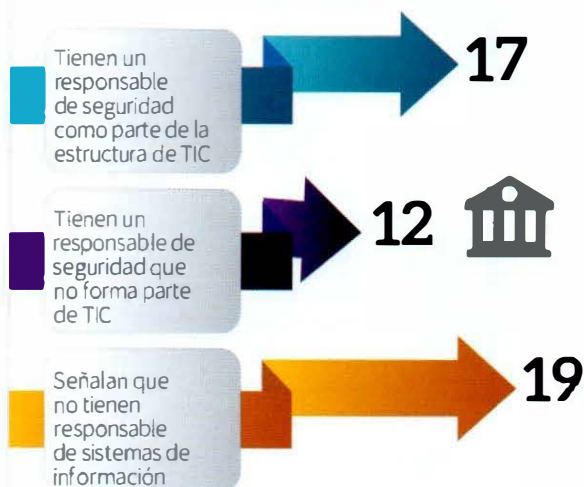 Tienen un
responsable
de seguridad
como parte de la
estructura de TIC
17
Tienen un
responsable de
seguridad que
no forma parte
de TIC
12
Señalan que
no tienen
responsable
de sistemas de
información
19